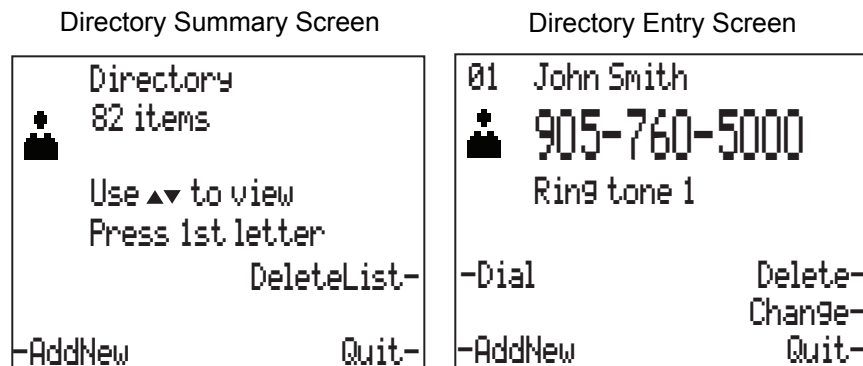 Directory Summary Screen
Directory
82 items
Use ▲▼ to view
Press 1st letter
DeleteList-
-AddNew Quit-
Directory Entry Screen
01 John Smith
905-760-5000
Ring tone 1
-Dial Delete-
Change-
-AddNew Quit-